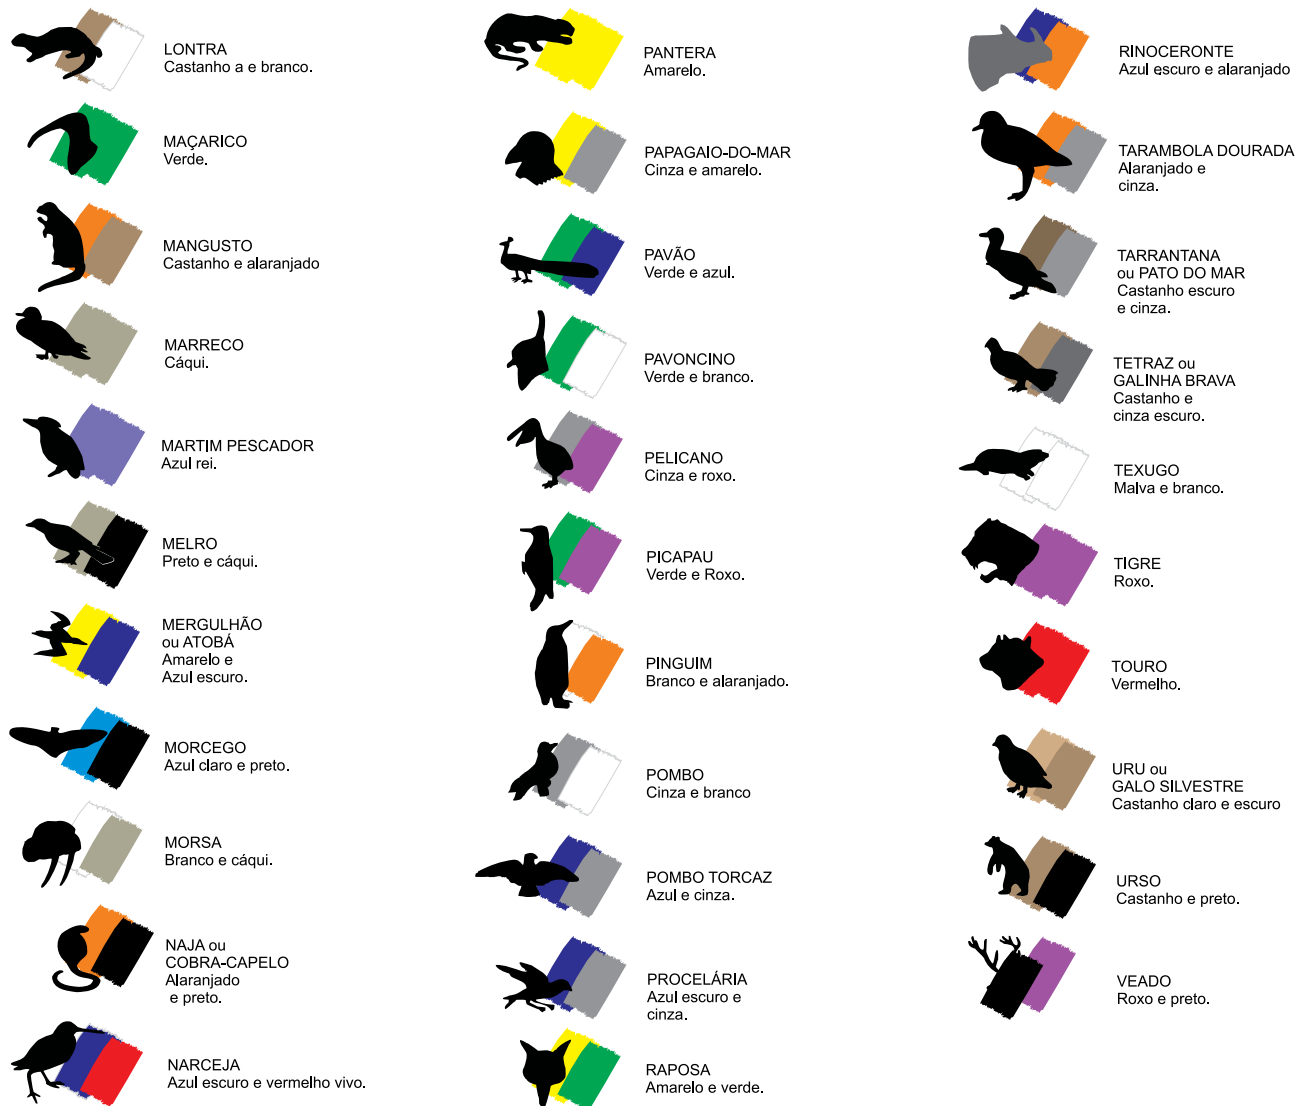 LONTRA
Castanho a e branco.
MAÇARICO
Verde.
MANGUSTO
Castanho e alaranjado
MARRECO
Cáqui.
MARTIM PESCADOR
Azul rei.
MELRO
Preto e cáqui.
MERGULHÃO
ou ATOBÁ
Amarelo e
Azul escuro.
MORCEGO
Azul claro e preto.
MORSA
Branco e cáqui.
NAJA ou
COBRA-CAPELO
Alaranjado
e preto.
NARCEJA
Azul escuro e vermelho vivo.
PANTERA
Amarelo.
PAPAGAIO-DO-MAR
Cinza e amarelo.
PAVÃO
Verde e azul.
PAVONCINO
Verde e branco.
PELICANO
Cinza e roxo.
PICAPAU
Verde e Roxo.
PINGUIM
Branco e alaranjado.
POMBO
Cinza e branco
POMBO TORCAZ
Azul e cinza.
PROCELÁRIA
Azul escuro e
cinza.
RAPOSA
Amarelo e verde.
RINOCERONTE
Azul escuro e alaranjado
TARAMBOLA DOURADA
Alaranjado e
cinza.
TARRANTANA
ou PATO DO MAR
Castanho escuro
e cinza.
TETRAZ ou
GALINHA BRAVA
Castanho e
cinza escuro.
TEXUGO
Malva e branco.
TIGRE
Roxo.
TOURO
Vermelho.
URU ou
GALO SILVESTRE
Castanho claro e escuro
URSO
Castanho e preto.
VEADO
Roxo e preto.